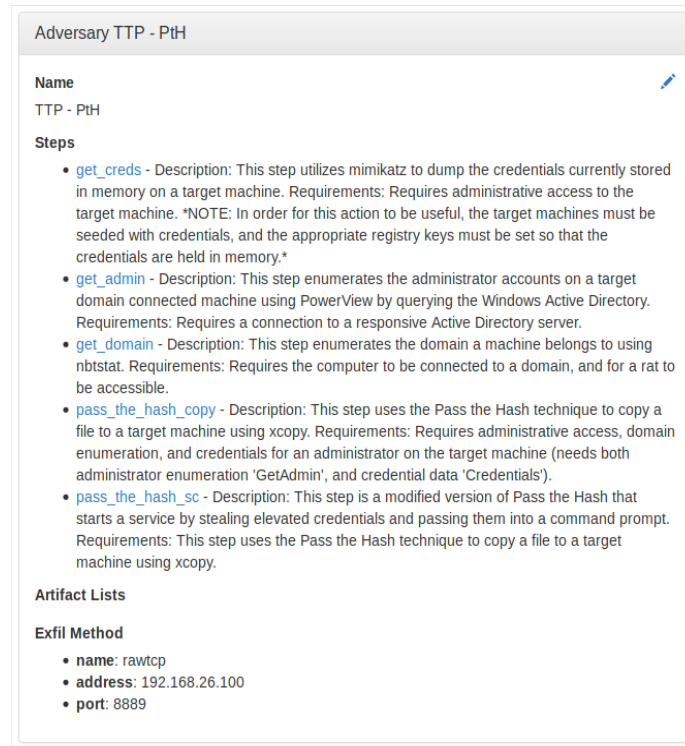 Adversary TTP - PtH
Name
TTP - PtH
Steps
• get_creds - Description: This step utilizes mimikatz to dump the credentials currently stored
in memory on a target machine. Requirements: Requires administrative access to the
target machine. *NOTE: In order for this action to be useful, the target machines must be
seeded with credentials, and the appropriate registry keys must be set so that the
credentials are held in memory.*
• get_admin - Description: This step enumerates the administrator accounts on a target
domain connected machine using PowerView by querying the Windows Active Directory.
Requirements: Requires a connection to a responsive Active Directory server.
• get_domain - Description: This step enumerates the domain a machine belongs to using
nbtstat. Requirements: Requires the computer to be connected to a domain, and for a rat to
be accessible.
• pass_the_hash_copy - Description: This step uses the Pass the Hash technique to copy a
file to a target machine using xcopy. Requirements: Requires administrative access, domain
enumeration, and credentials for an administrator on the target machine (needs both
administrator enumeration 'GetAdmin', and credential data 'Credentials').
• pass_the_hash_sc - Description: This step is a modified version of Pass the Hash that
starts a service by stealing elevated credentials and passing them into a command prompt.
Requirements: This step uses the Pass the Hash technique to copy a file to a target
machine using xcopy.
Artifact Lists
Exfil Method
• name: rawtcp
• address: 192.168.26.100
• port: 8889